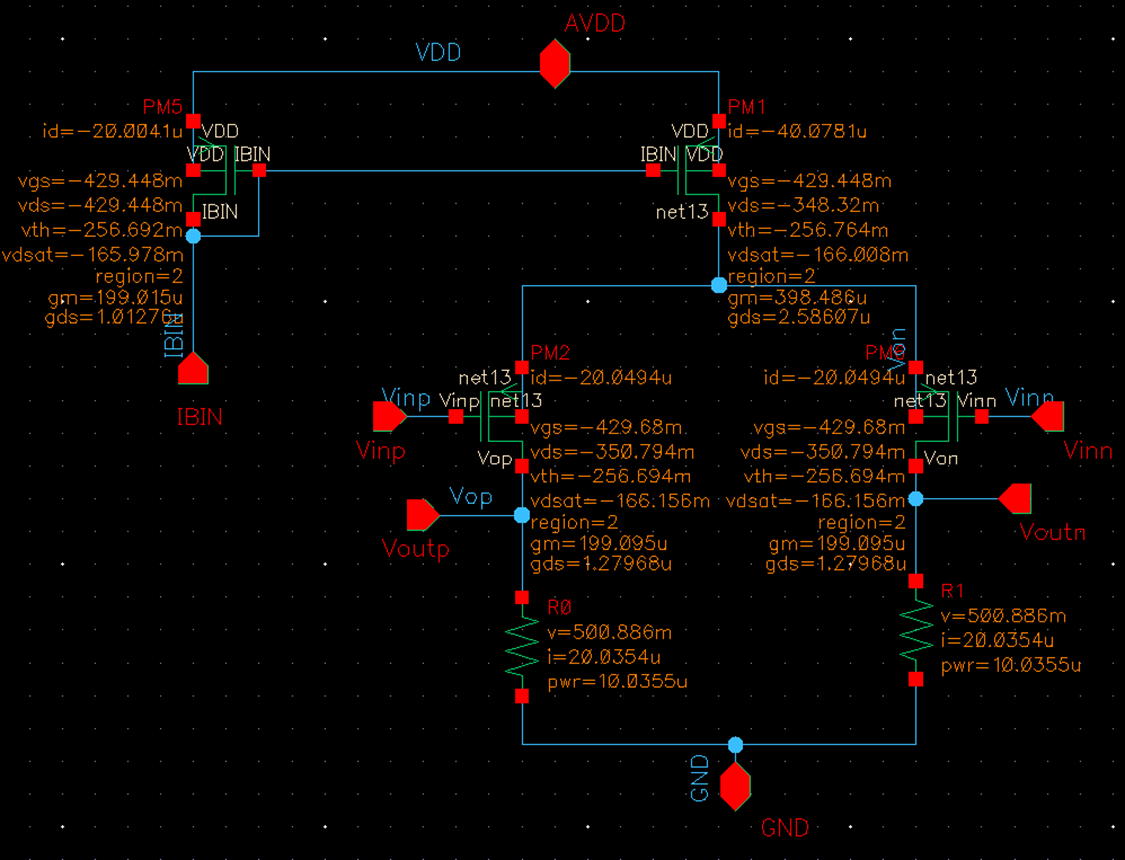 AVDD
VDD
PM5
id=-20.0041u
VDD
VDD
IBIN
vgs=-429.448m
vds=-429.448m
IBIN
vth=-256.692m
vdsat=-165.978m
region=2
gm=199.015u
gds=1.01276u
IBIN
IBIN
PM1
VDD
id=-40.0781u
IBIN
VDD
vgs=-429.448m
vds=-348.32m
net13
vth=-256.764m
vdsat=-166.008m
region=2
gm=398.486u
gds=2.58607u
PM2
net13
id=-20.0494u
Vinp
Vinp
net13
Vinp
vgs=-429.68m
vds=-350.794m
Vop
vth=-256.694m
Vop
vdsat=-166.156m
region=2
Voutp
gm=199.095u
gds=1.27968u
Von
id=-20.0494u
net13
net13
Vinn
Vinn
Vinn
vgs=-429.68m
vds=-350.794m
Von
vth=-256.694m
vdsat=-166.156m
region=2
Voutn
gm=199.095u
gds=1.27968u
R0
v=500.886m
i=20.0354u
pwr=10.0355u
R1
v=500.886m
i=20.0354u
pwr=10.0355u
GND
GND